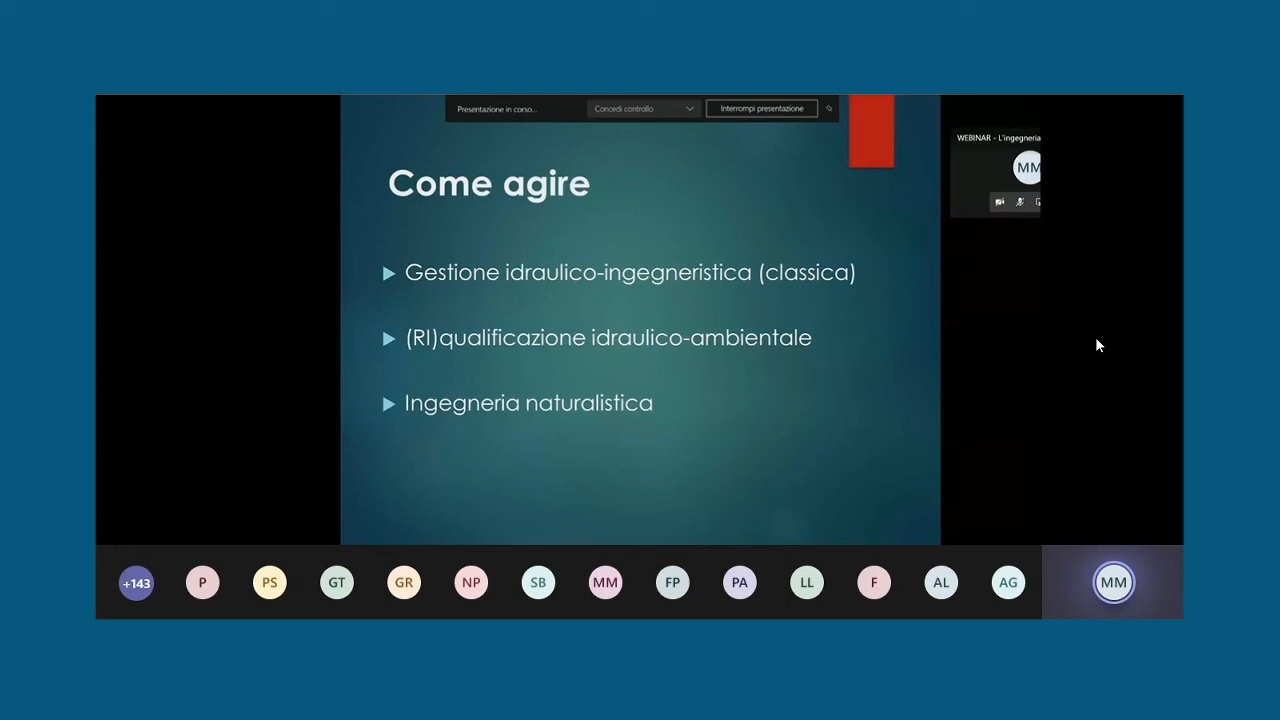 Presentazione in corso...
Concedi controllo
Interrompi presentazione
WEBINAR - L'ingegneria
MM
Come agire
Gestione idraulico-ingegneristica (classica)
(RI)qualificazione idraulico-ambientale
Ingegneria naturalistica
+143
P
PS
GT
GR
NP
SB
MM
FP
PA
LL
F
AL
AG
MM